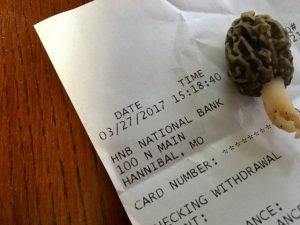 DATE TIME
03/27/2017 15:18:40
HNB NATIONAL BANK
100 N MAIN
HANNIBAL, MO
CARD NUMBER: *******
CHECKING WITHDRAWAL